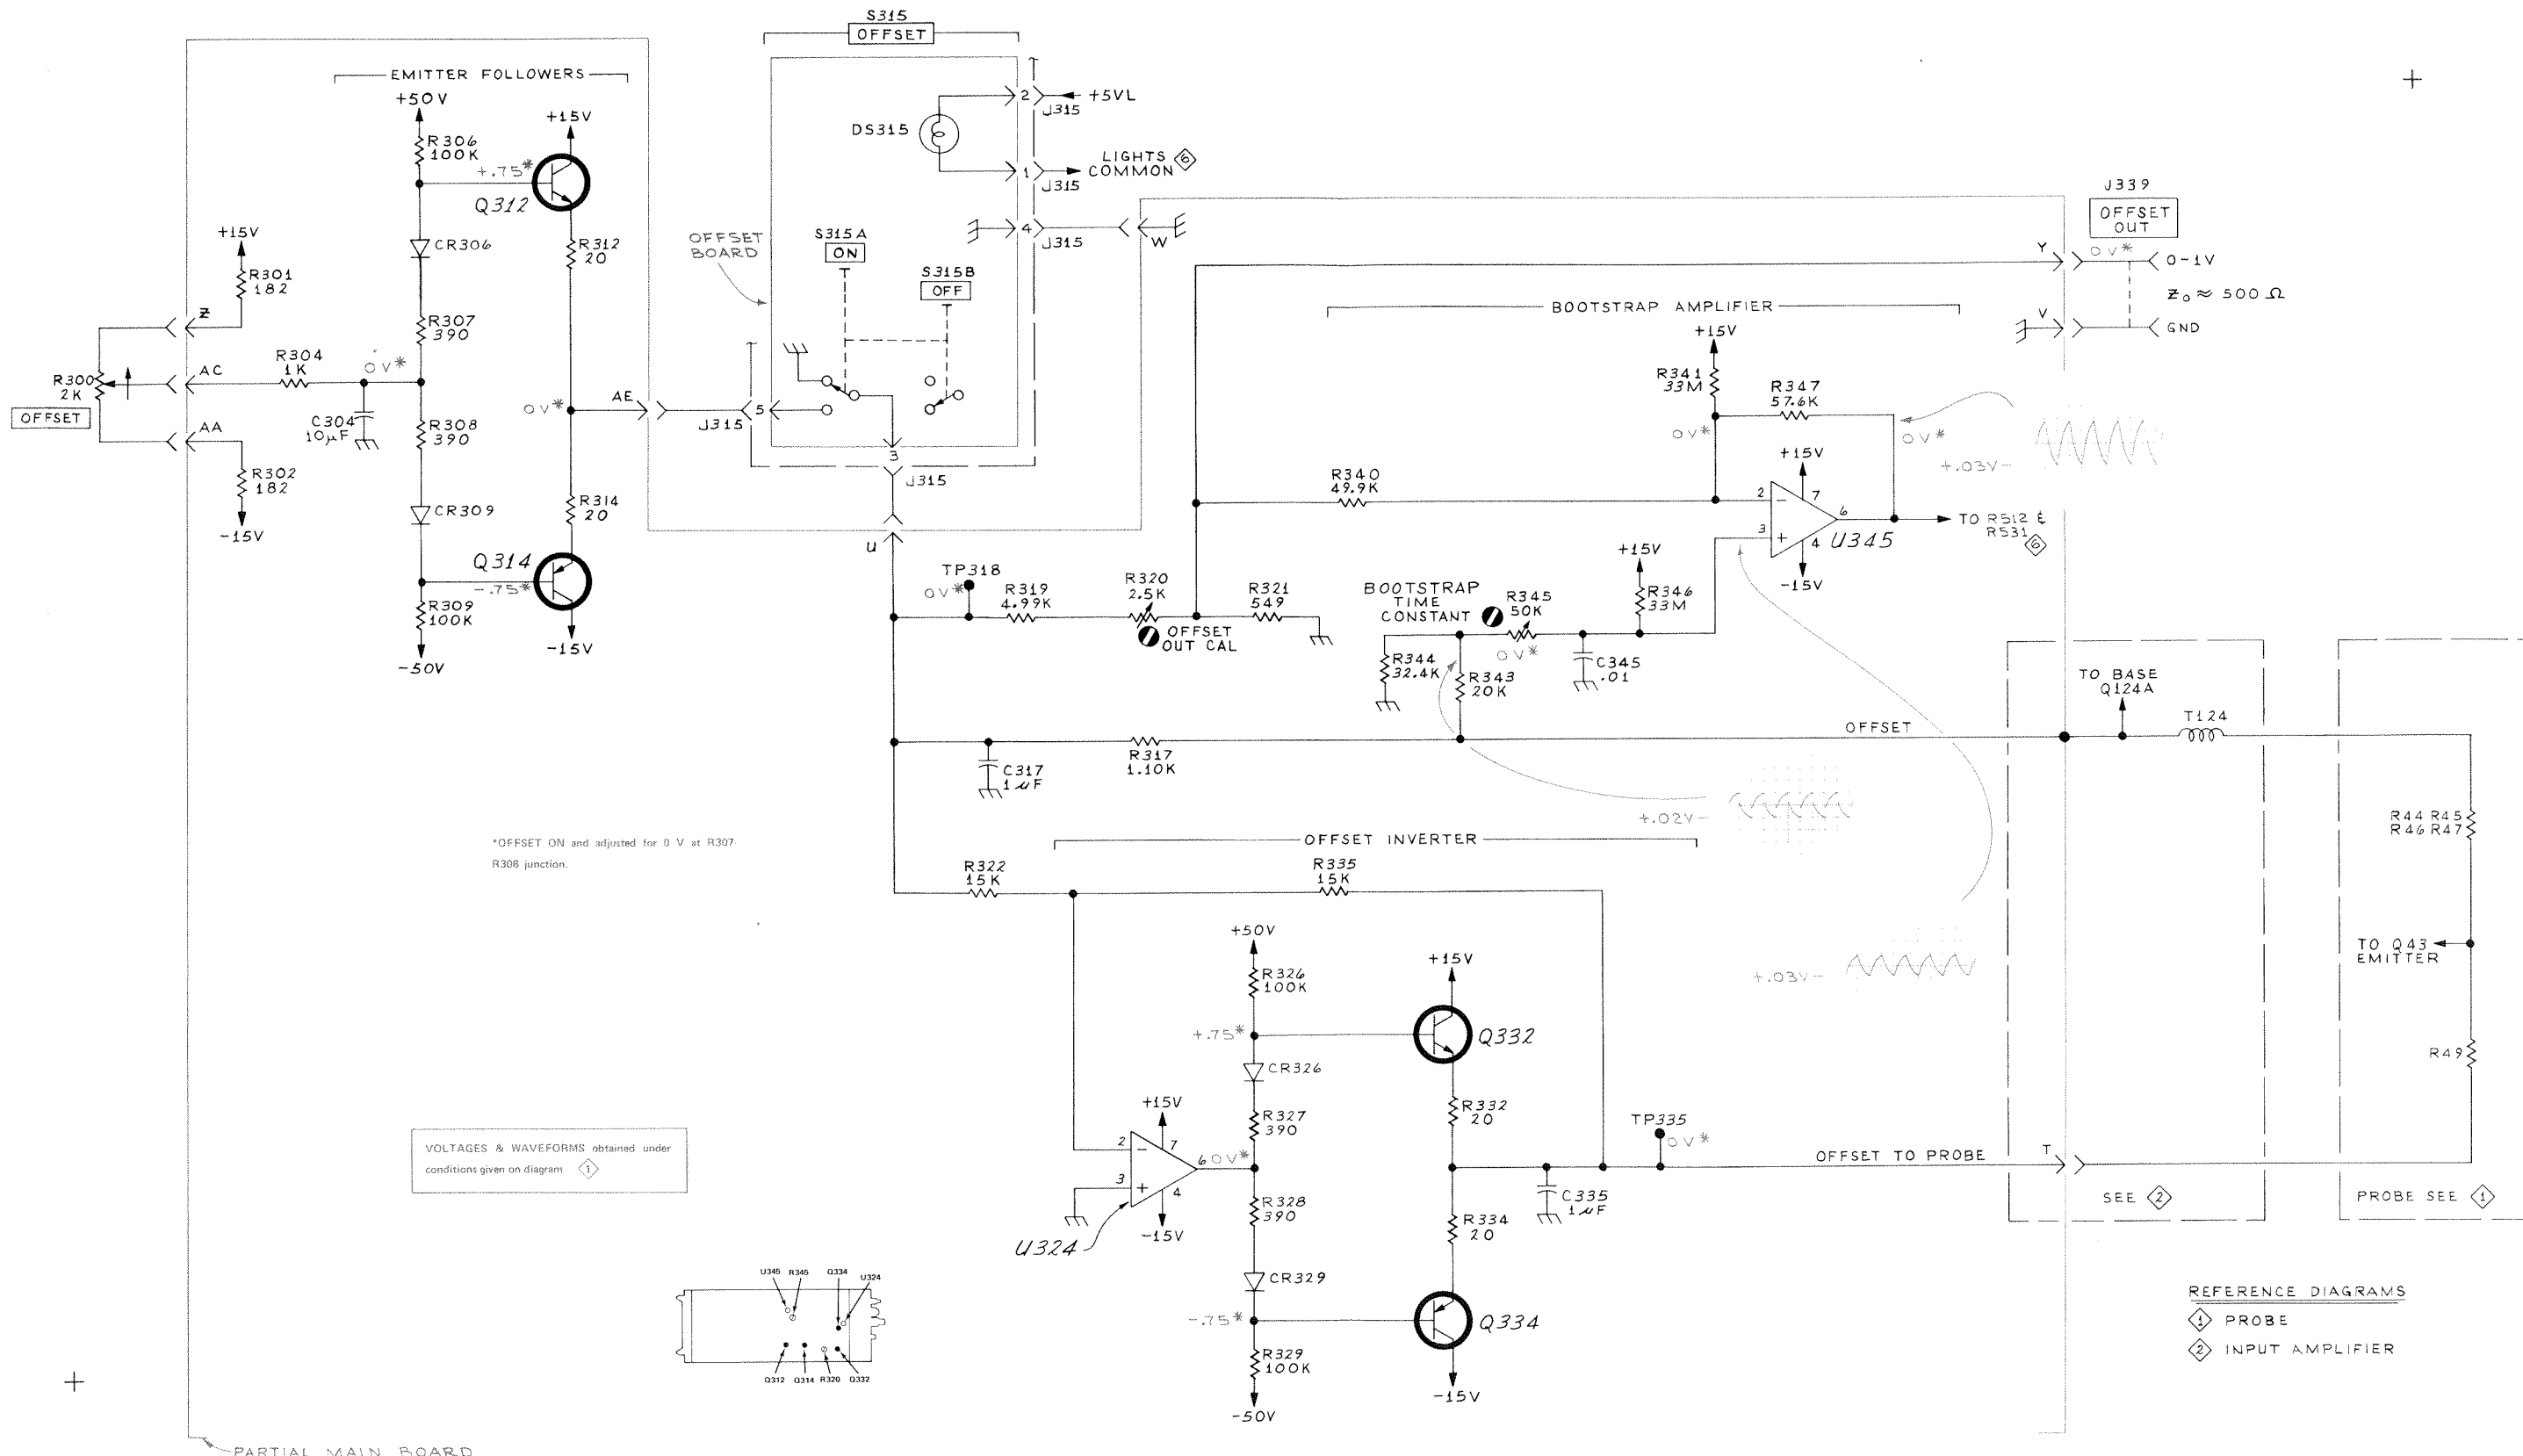 S315
OFFSET
EMITTER FOLLOWERS
+50V
R306
100K
+.75*
+15V
Q312
CR306
R312
20
+15V
R301
182
Z
R307
390
R300
2K
OFFSET
AC
R304
1K
0V*
C304
10µF
AA
R302
182
-15V
R308
390
0V*
AE
R314
20
CR309
Q314
-.75*
R309
100K
-50V
-15V
DS315
2
J315
+5VL
1
J315
LIGHTS
COMMON 6
4
J315
W
OFFSET
BOARD
S315A
ON
S315B
OFF
5
J315
3
J315
U
J339
OFFSET
OUT
Y
0V*
0-1V
Z₀ ≈ 500 Ω
V
GND
BOOTSTRAP AMPLIFIER
+15V
R341
33M
R347
57.6K
0V*
0V*
+.03V-
R340
49.9K
+15V
2
-
7
6
3
+
4
U345
-15V
TO R512 &
R531 6
TP318
0V*
R319
4.99K
R320
2.5K
OFFSET
OUT CAL
R321
549
BOOTSTRAP
TIME
CONSTANT
R345
50K
+15V
R346
33M
0V*
R344
32.4K
R343
20K
C345
.01
TO BASE
Q124A
T124
OFFSET
C317
1µF
R317
1.10K
+.02V-
*OFFSET ON and adjusted for 0 V at R307-
R308 junction.
OFFSET INVERTER
R322
15K
R335
15K
R44 R45
R46 R47
TO Q43
EMITTER
R49
+.03V-
+50V
R326
100K
+15V
+.75*
Q332
CR326
R327
390
R332
20
+15V
2
-
7
6
0V*
3
+
4
-15V
U324
R328
390
CR329
-.75*
R329
100K
-50V
R334
20
Q334
-15V
C335
1µF
TP335
0V*
OFFSET TO PROBE
T
SEE 2
PROBE SEE 1
VOLTAGES & WAVEFORMS obtained under
conditions given on diagram 1
U345 R345 Q334 U324
Q312 Q314 R320 Q332
REFERENCE DIAGRAMS
1 PROBE
2 INPUT AMPLIFIER
PARTIAL MAIN BOARD